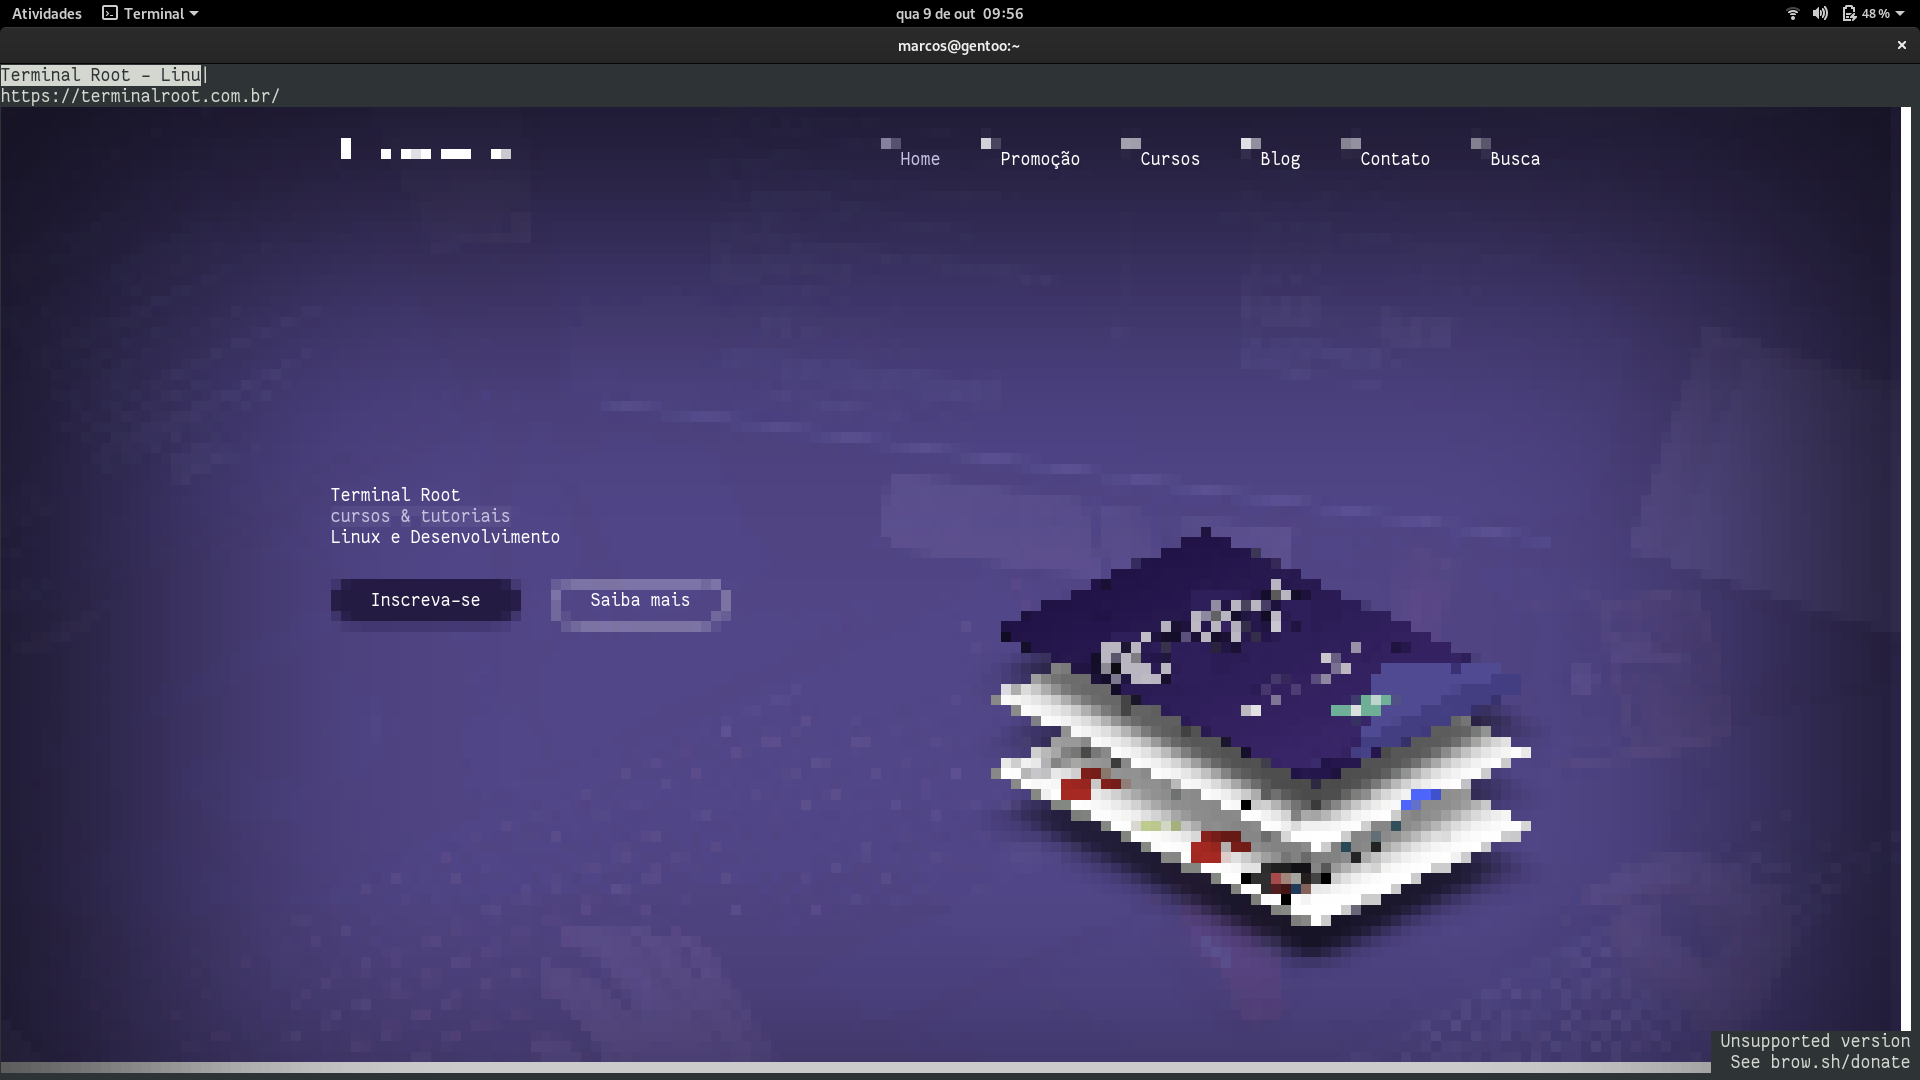 Atividades Terminal qua 9 de out 09:56 48 %
marcos@gentoo:~ ×
Terminal Root - Linu
https://terminalroot.com.br/
Home Promoção Cursos Blog Contato Busca
Terminal Root
cursos & tutoriais
Linux e Desenvolvimento
Inscreva-se Saiba mais
Unsupported version
See brow.sh/donate